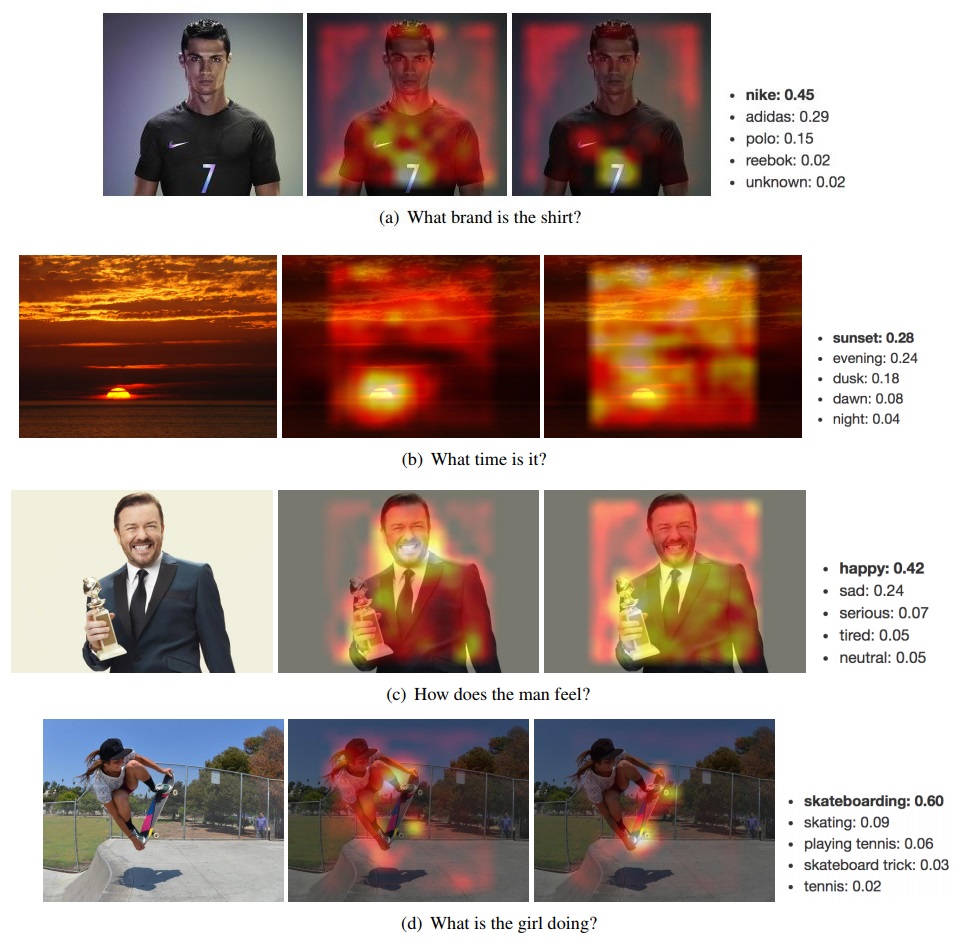 7
7
7
• nike: 0.45
• adidas: 0.29
• polo: 0.15
• reebok: 0.02
• unknown: 0.02
(a) What brand is the shirt?
• sunset: 0.28
• evening: 0.24
• dusk: 0.18
• dawn: 0.08
• night: 0.04
(b) What time is it?
• happy: 0.42
• sad: 0.24
• serious: 0.07
• tired: 0.05
• neutral: 0.05
(c) How does the man feel?
• skateboarding: 0.60
• skating: 0.09
• playing tennis: 0.06
• skateboard trick: 0.03
• tennis: 0.02
(d) What is the girl doing?